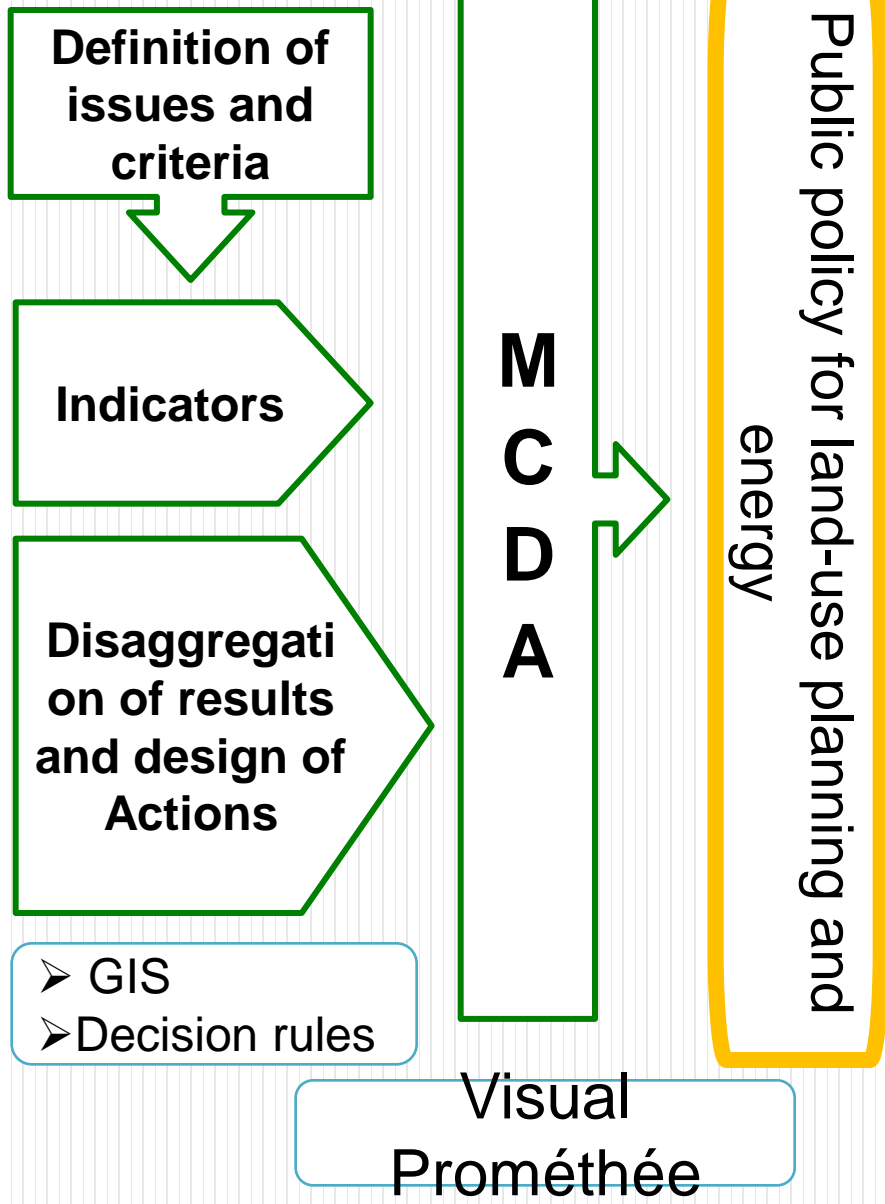 Definition of
issues and
criteria
Indicators
Disaggregati
on of results
and design of
Actions
➢ GIS
➢Decision rules
M
C
D
A
Visual
Prométhée
Public policy for land-use planning and
energy